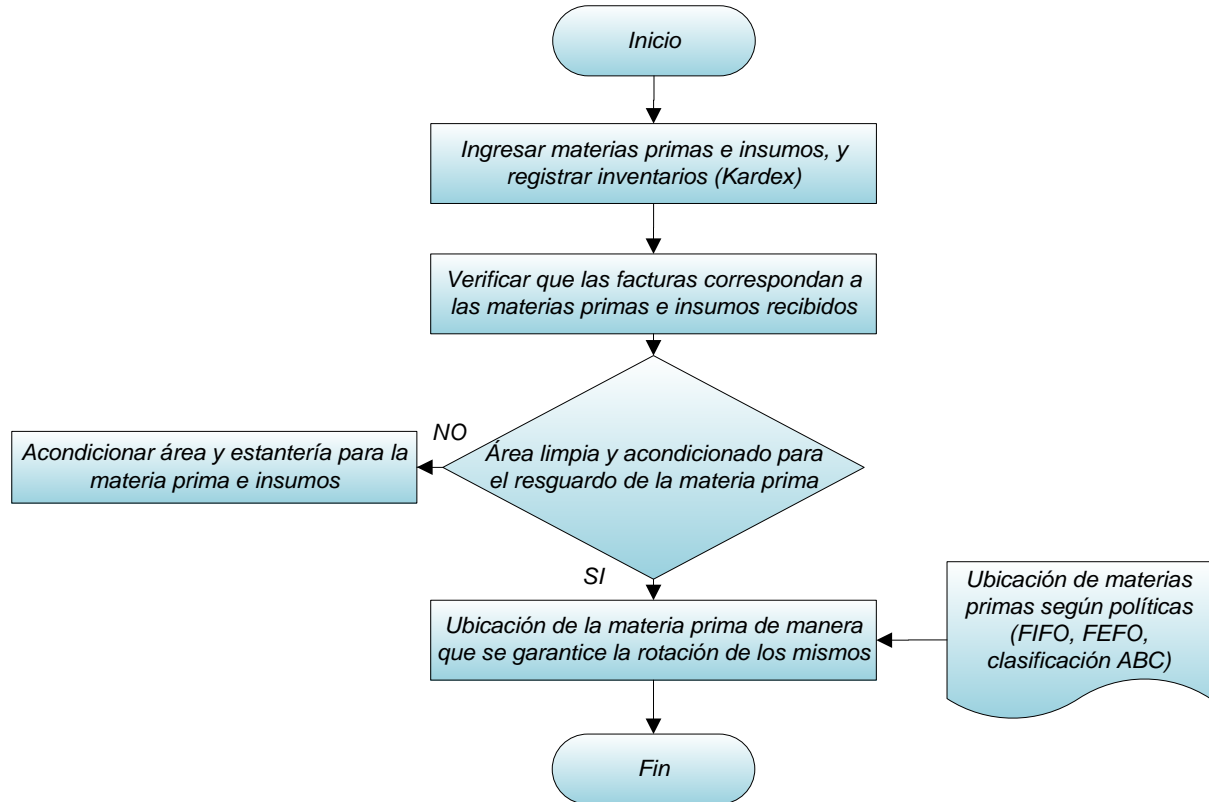 Inicio
Ingresar materias primas e insumos, y
registrar inventarios (Kardex)
Verificar que las facturas correspondan a
las materias primas e insumos recibidos
NO
Acondicionar área y estantería para la
materia prima e insumos
Área limpia y acondicionado para
el resguardo de la materia prima
SI
Ubicación de la materia prima de manera
que se garantice la rotación de los mismos
Ubicación de materias
primas según políticas
(FIFO, FEFO,
clasificación ABC)
Fin